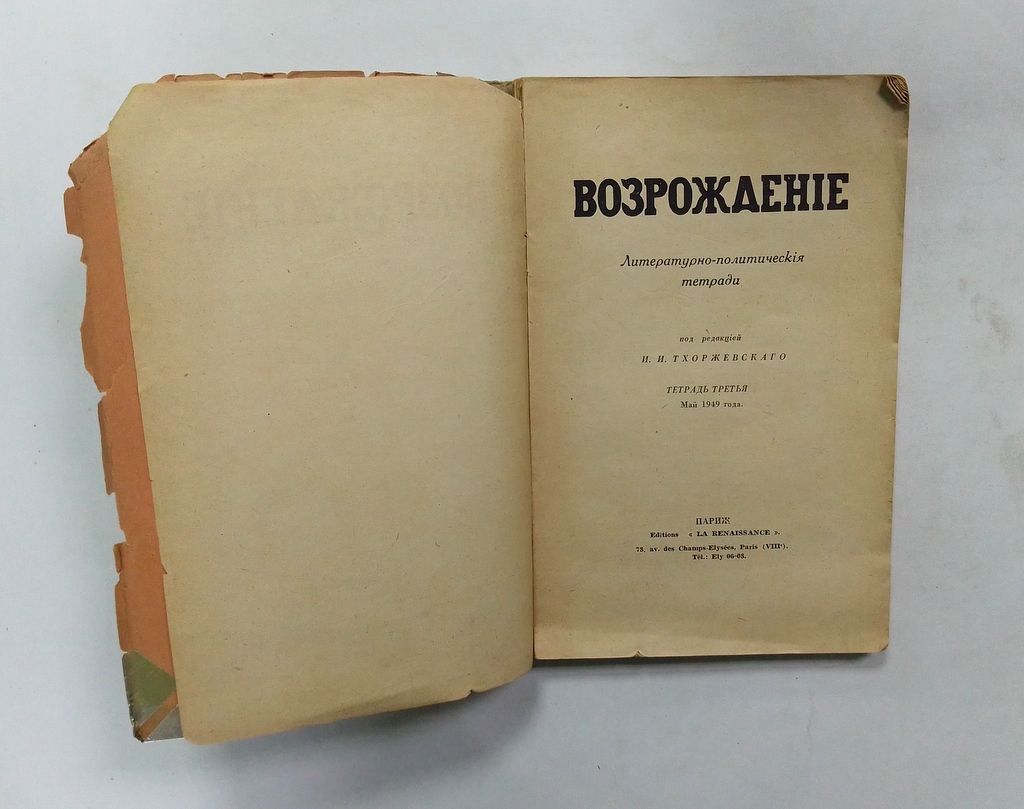 ВОЗРОЖДЕНІЕ
Литературно-политическія
тетради
под редакціей
И. И. ТХОРЖЕВСКАГО
ТЕТРАДЬ ТРЕТЬЯ
Май 1949 года.
ПАРИЖ
Editions « LA RENAISSANCE ».
73, av. des Champs-Elysées, Paris (VIIIᵉ).
Tél.: Ely 06-03.